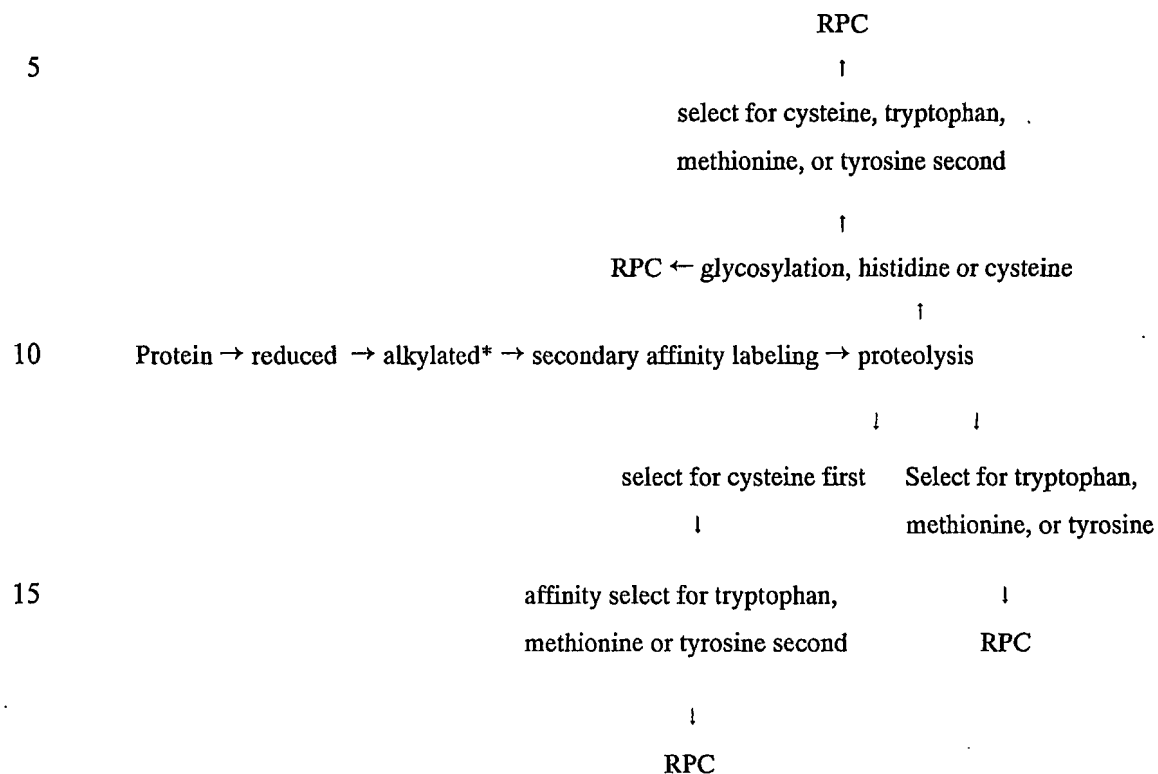 RPC
5 ↑
select for cysteine, tryptophan,
methionine, or tyrosine second
↑
RPC ← glycosylation, histidine or cysteine
↑
10 Protein → reduced → alkylated* → secondary affinity labeling → proteolysis
↓ ↓
select for cysteine first Select for tryptophan,
↓ methionine, or tyrosine
15 affinity select for tryptophan, ↓
methionine or tyrosine second RPC
↓
RPC